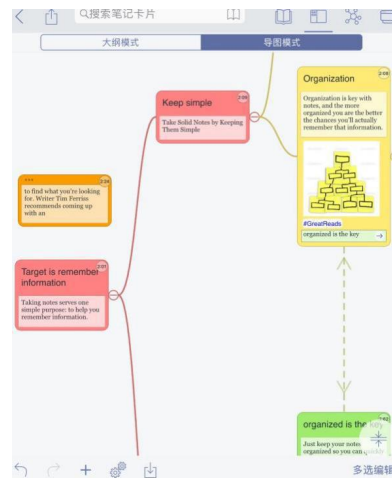 搜索笔记卡片
大纲模式
导图模式
Keep simple
Take Solid Notes by Keeping
Them Simple
Organization
Organization is key with
notes, and the more
organized you are the better
the chances you'll actually
remember that information.
#GreatReads
organized is the key →
...
to find what you're looking
for. Writer Tim Ferriss
recommends coming up
with an
Target is remember
information
Taking notes serves one
simple purpose: to help you
remember information.
organized is the key
Just keep your notes
organized so you can quickly
多选编辑